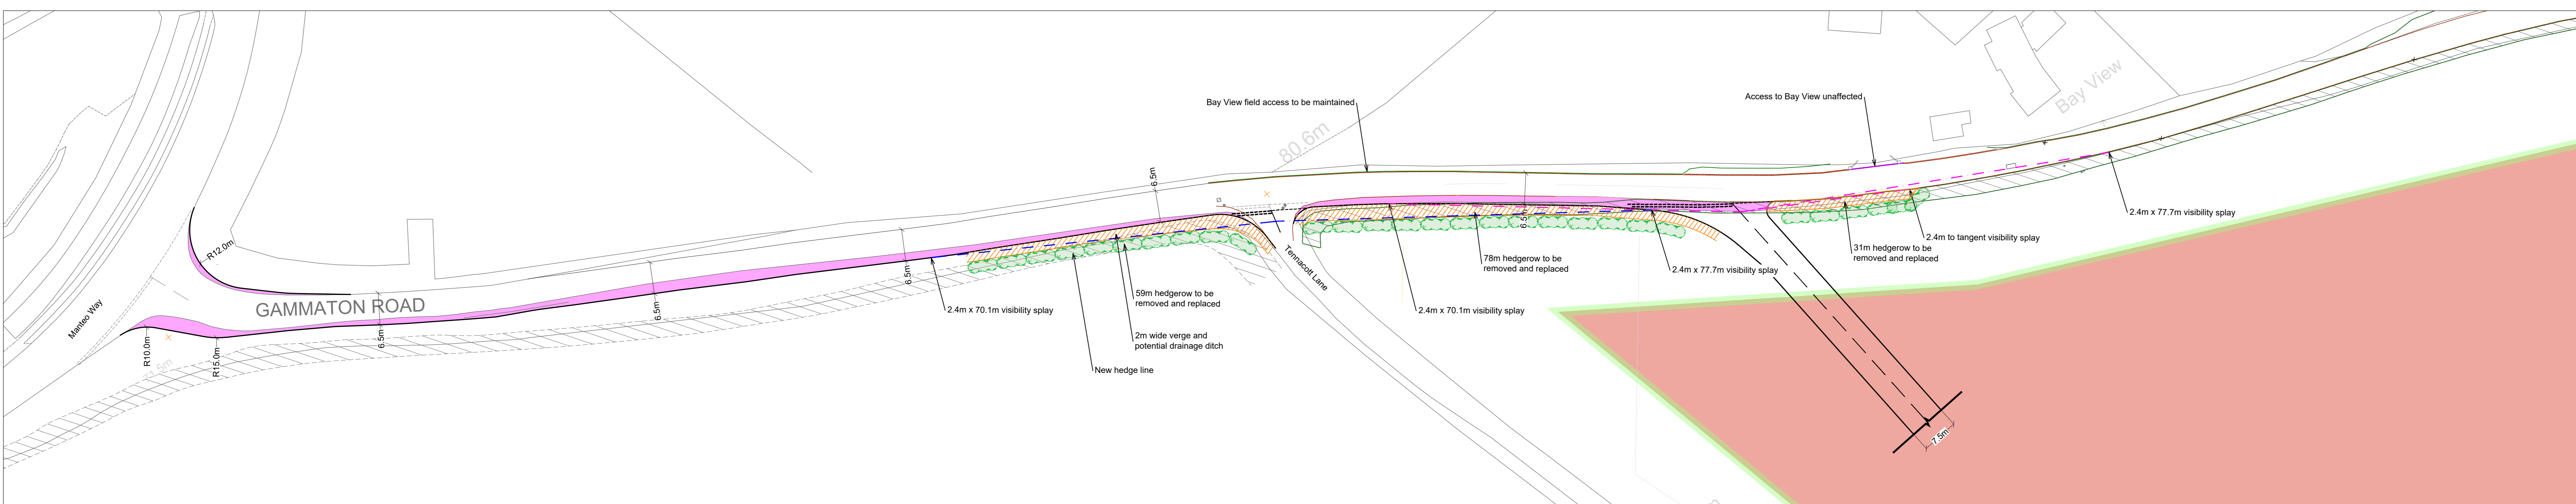 Manteo Way
R12.0m
R10.0m
R15.0m
GAMMATON ROAD
6.5m
6.5m
6.5m
6.5m
2.4m x 70.1m visibility splay
59m hedgerow to be
removed and replaced
2m wide verge and
potential drainage ditch
New hedge line
Bay View field access to be maintained
80.6m
Tennacott Lane
6.5m
78m hedgerow to be
removed and replaced
2.4m x 70.1m visibility splay
2.4m x 77.7m visibility splay
Access to Bay View unaffected
Bay View
31m hedgerow to be
removed and replaced
2.4m to tangent visibility splay
2.4m x 77.7m visibility splay
7.5m